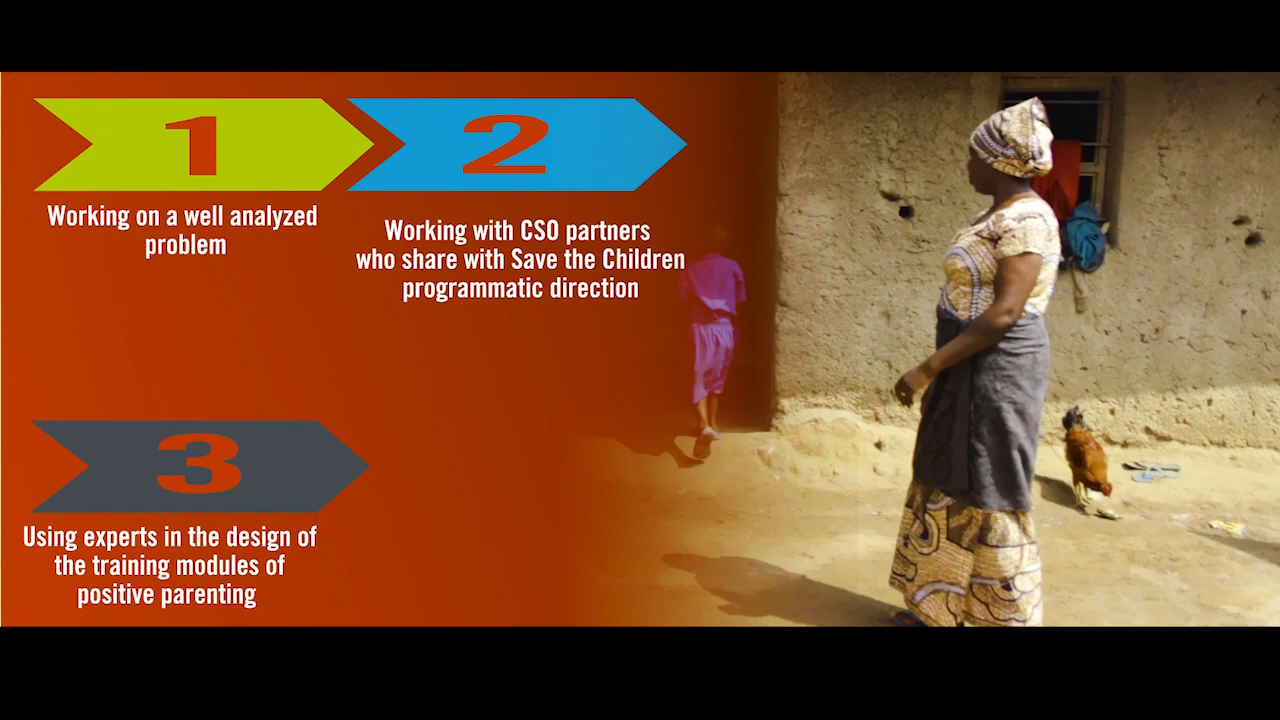 1
Working on a well analyzed
problem
2
Working with CSO partners
who share with Save the Children
programmatic direction
3
Using experts in the design of
the training modules of
positive parenting